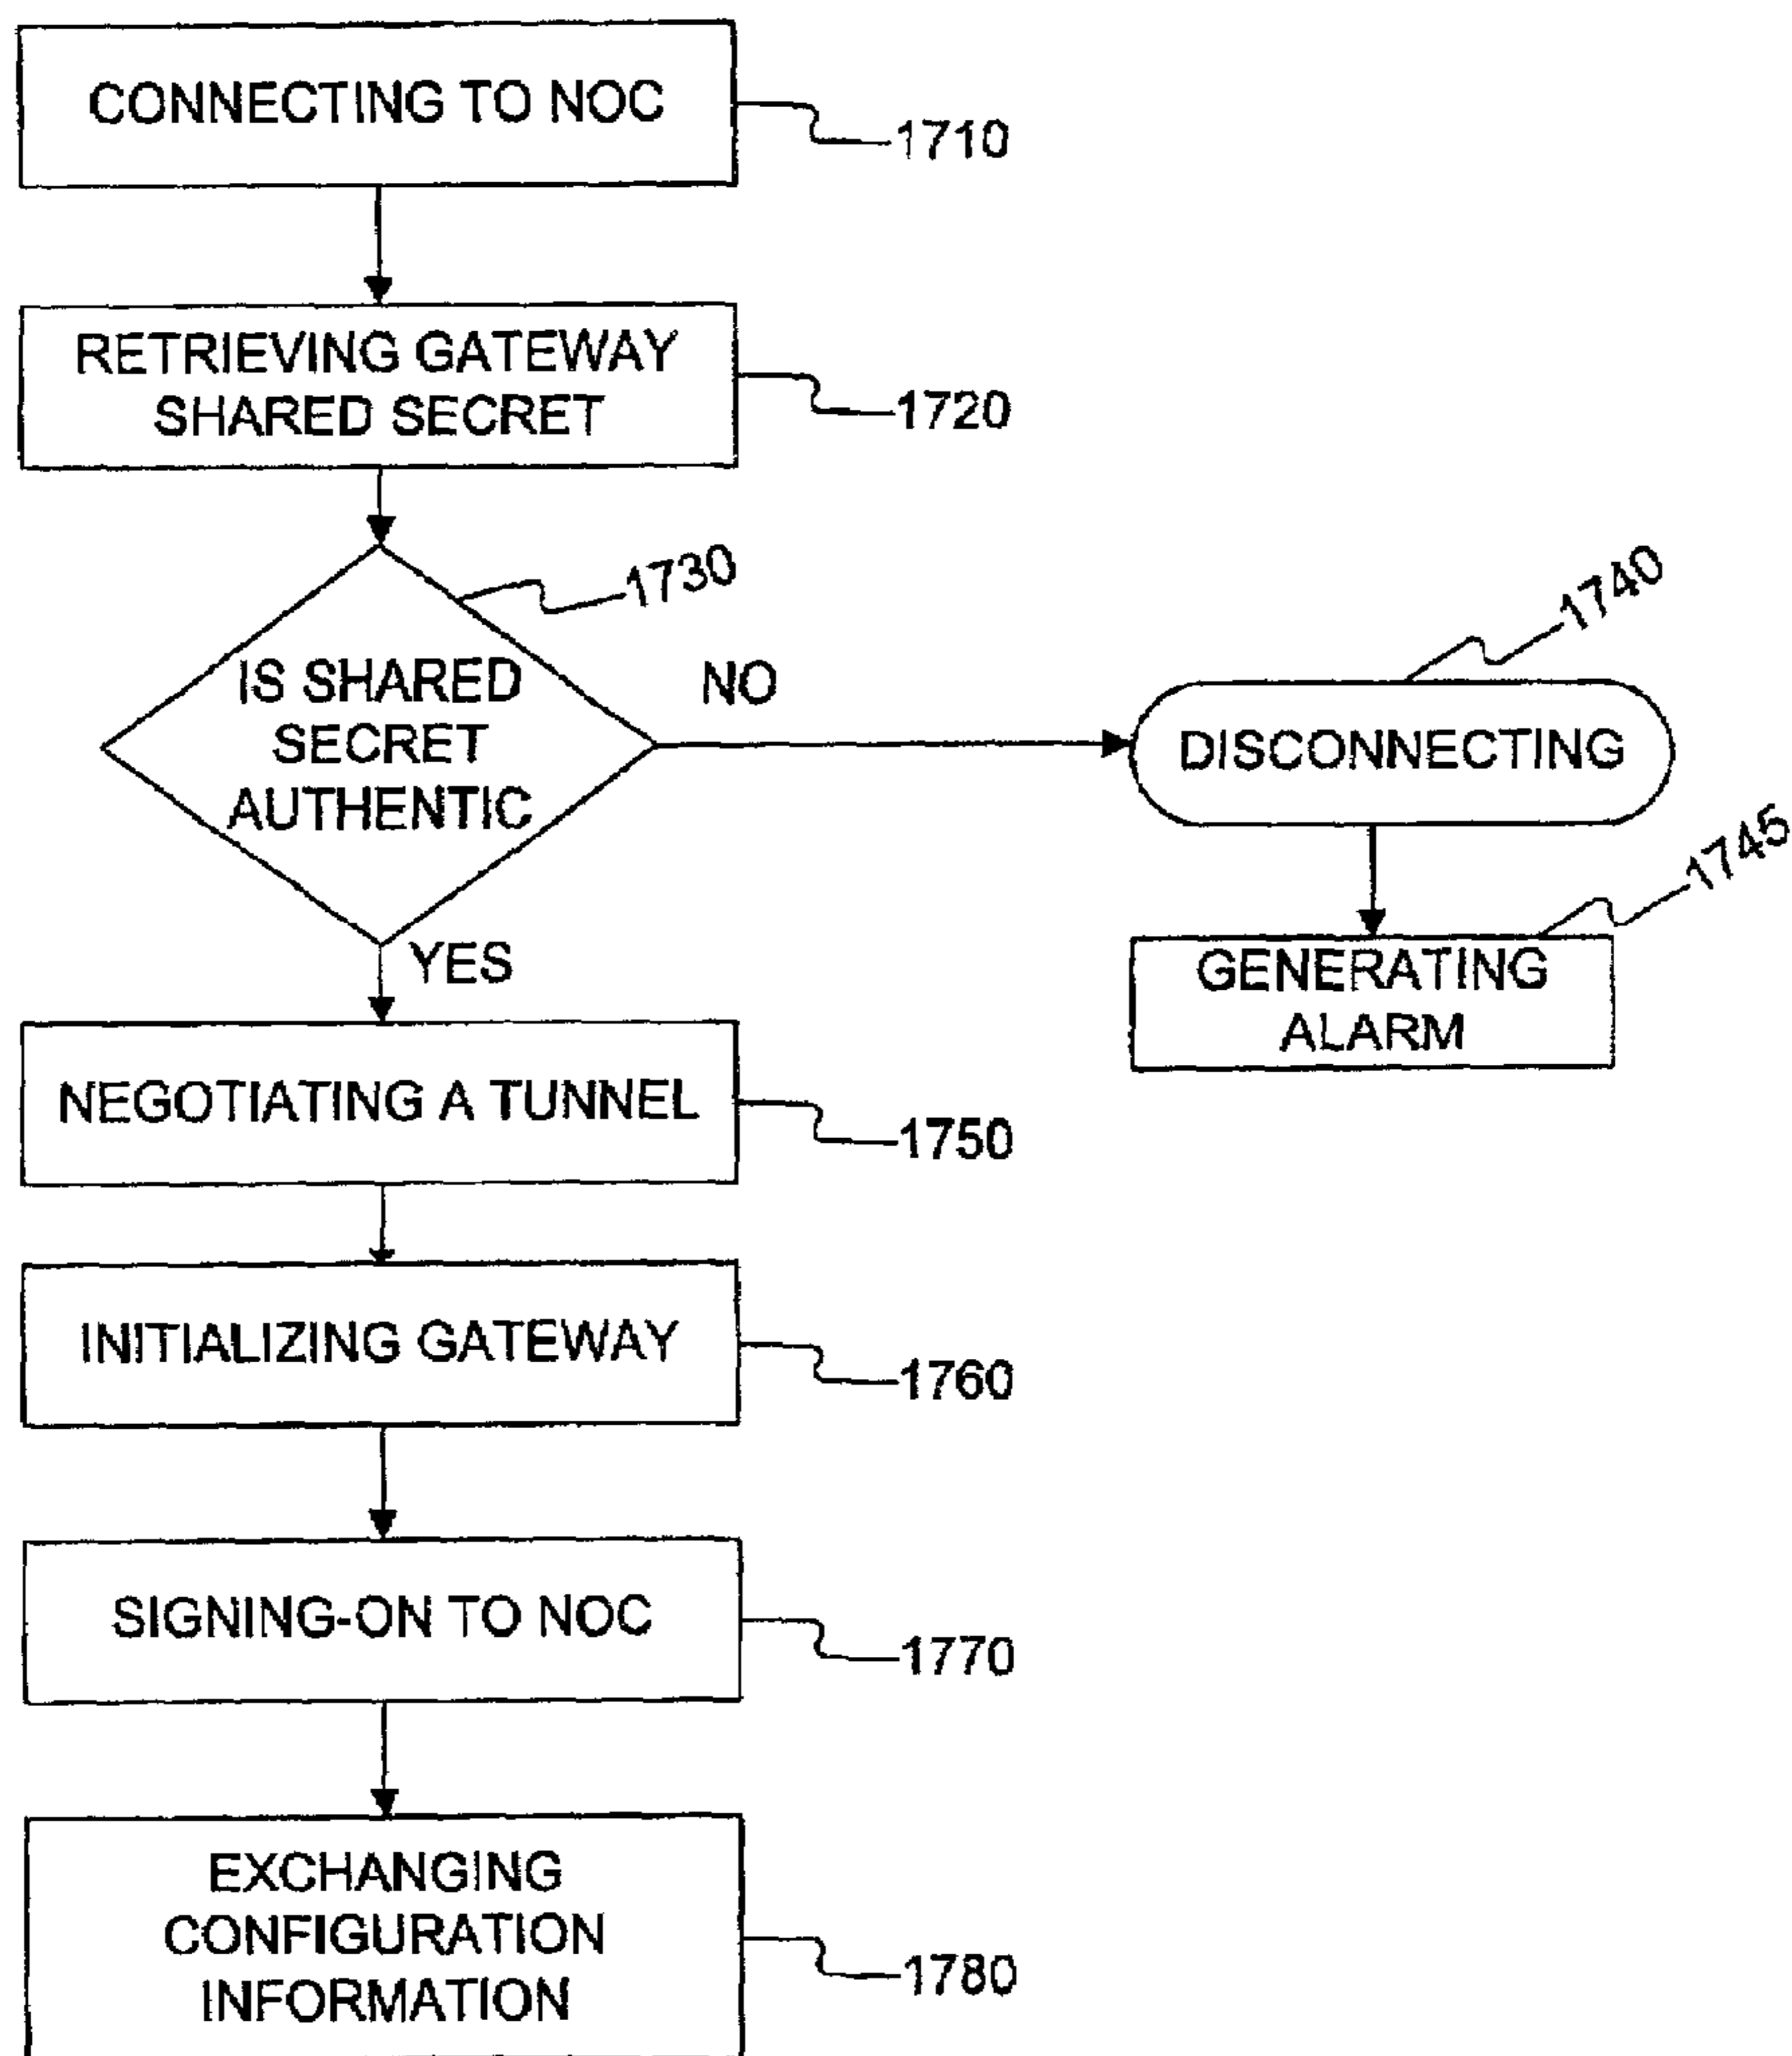 CONNECTING TO NOC
1710
RETRIEVING GATEWAY
SHARED SECRET
1720
1730
IS SHARED
SECRET
AUTHENTIC
NO
1740
DISCONNECTING
1745
GENERATING
ALARM
YES
NEGOTIATING A TUNNEL
1750
INITIALIZING GATEWAY
1760
SIGNING-ON TO NOC
1770
EXCHANGING
CONFIGURATION
INFORMATION
1780